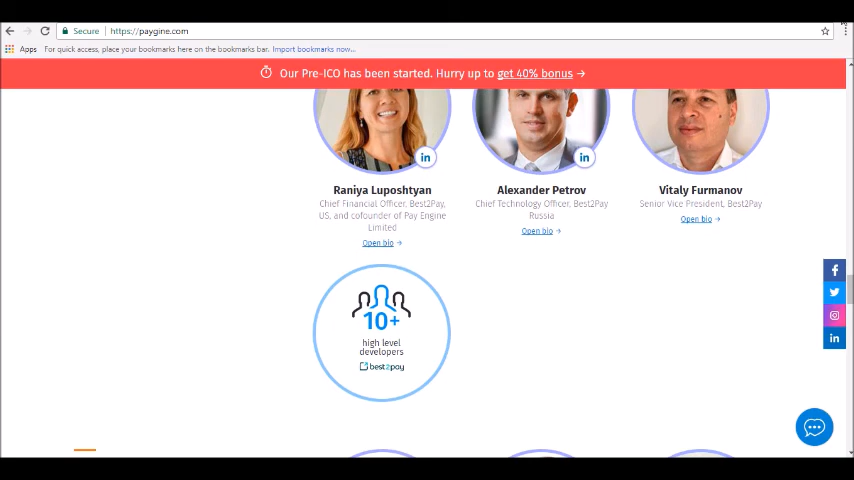 Secure https://paygine.com
Apps For quick access, place your bookmarks here on the bookmarks bar. Import bookmarks now...
Our Pre-ICO has been started. Hurry up to get 40% bonus →
Raniya Luposhtyan
Chief Financial Officer, Best2Pay,
US, and cofounder of Pay Engine
Limited
Open bio →
Alexander Petrov
Chief Technology Officer, Best2Pay
Russia
Open bio →
Vitaly Furmanov
Senior Vice President, Best2Pay
Open bio →
10+
high level
developers
best2pay